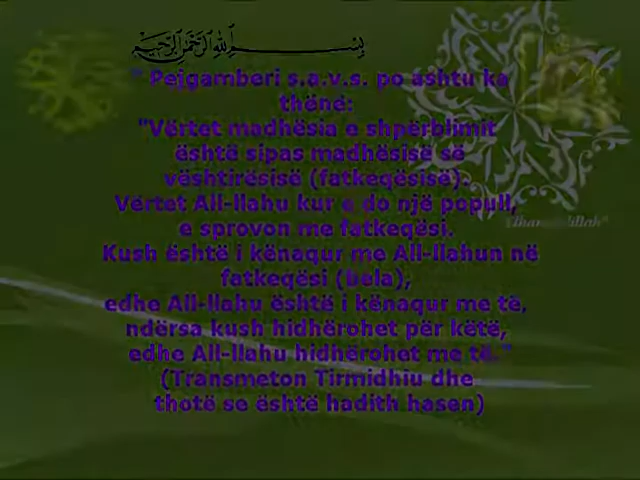 بِسْمِ اللهِ الرَّحْمٰنِ الرَّحِيْمِ
" Pejgamberi s.a.v.s. po ashtu ka
thënë:
"Vërtet madhësia e shpërblimit
është sipas madhësisë së
vështirësisë (fatkeqësisë).
Vërtet All-llahu kur e do një popull,
e sprovon me fatkeqësi.
Kush është i kënaqur me All-llahun në
fatkeqësi (bela),
edhe All-llahu është i kënaqur me të,
ndërsa kush hidhërohet për këtë,
edhe All-llahu hidhërohet me të."
(Transmeton Tirmidhiu dhe
thotë se është hadith hasen)